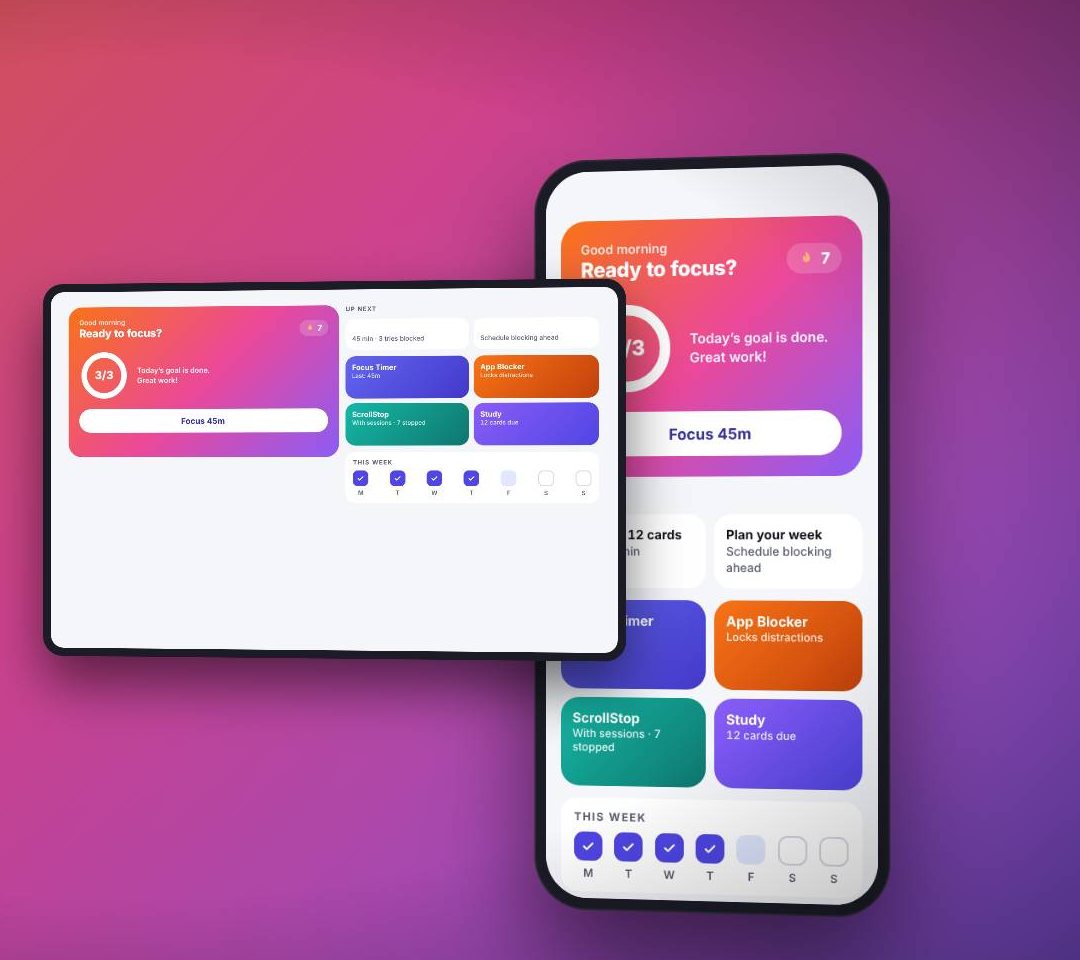 Good morning
Ready to focus?
7
3/3
Today's goal is done.
Great work!
Focus 45m
UP NEXT
45 min · 3 tries blocked
Schedule blocking ahead
Focus Timer
Last: 45m
App Blocker
Locks distractions
ScrollStop
With sessions · 7 stopped
Study
12 cards due
THIS WEEK
M T W T F S S
Good morning
Ready to focus?
7
/3
Today's goal is done.
Great work!
Focus 45m
12 cards
Plan your week
Schedule blocking
ahead
App Blocker
Locks distractions
ScrollStop
With sessions · 7
stopped
Study
12 cards due
THIS WEEK
M T W T F S S